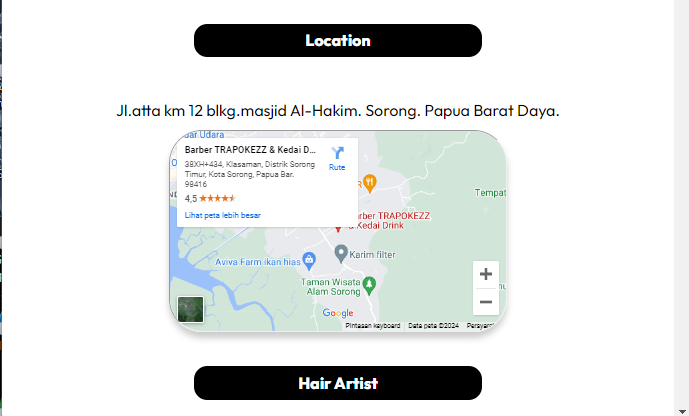 Location
Jl.atta km 12 blkg.masjid Al-Hakim. Sorong. Papua Barat Daya.
dar Udara
Barber TRAPOKEZZ & Kedai D...
38XH+434, Klasaman, Distrik Sorong
Timur, Kota Sorong, Papua Bar.
98416
4,5
Lihat peta lebih besar
Rute
Tempat
arber TRAPOKEZZ
& Kedai Drink
Karim filter
Aviva Farm ikan hias
Taman Wisata
Alam Sorong
Google
Pintasan keyboard
Data peta ©2024
Persyara
Hair Artist